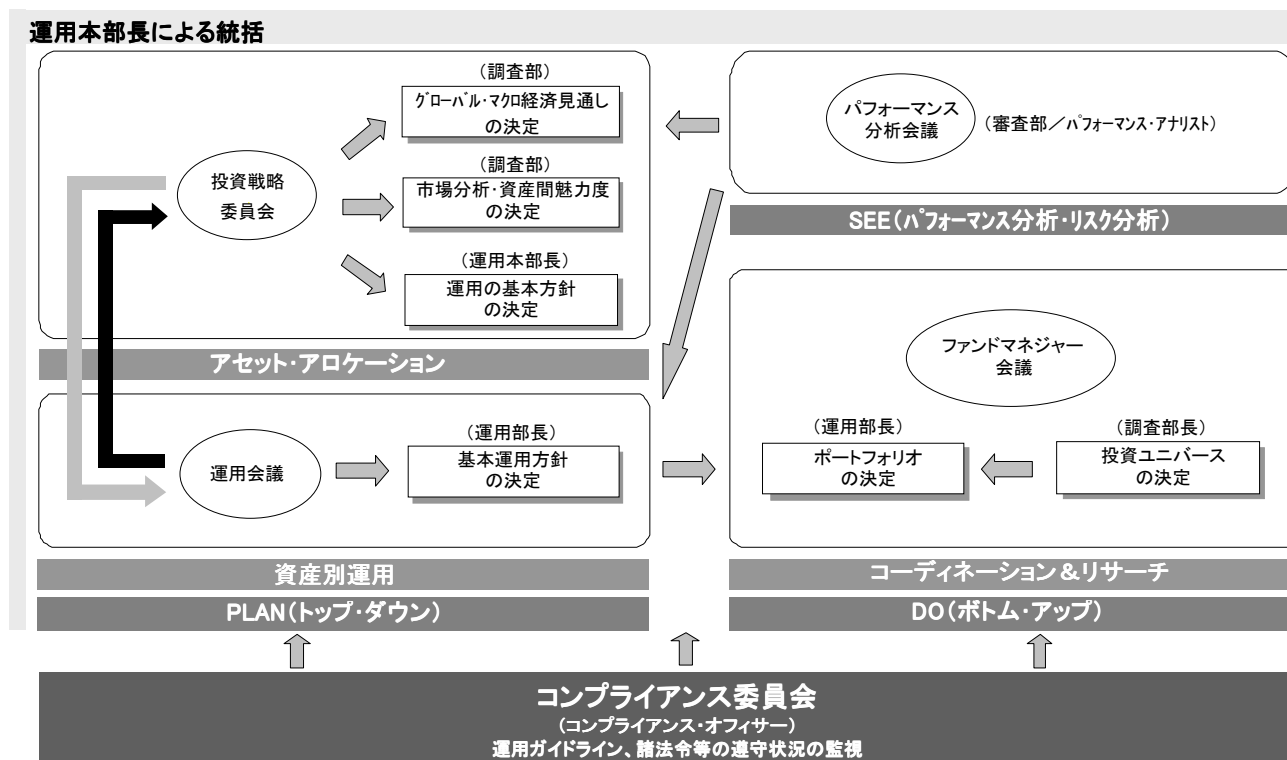 運用本部長による統括
(調査部)
グローバル・マクロ経済見通し
の決定
投資戦略
委員会
(調査部)
市場分析・資産間魅力度
の決定
(運用本部長)
運用の基本方針
の決定
アセット・アロケーション
パフォーマンス
分析会議
(審査部／パフォーマンス・アナリスト)
SEE(パフォーマンス分析・リスク分析)
運用会議
(運用部長)
基本運用方針
の決定
資産別運用
PLAN(トップ・ダウン)
ファンドマネジャー
会議
(運用部長)
ポートフォリオ
の決定
(調査部長)
投資ユニバース
の決定
コーディネーション＆リサーチ
DO(ボトム・アップ)
コンプライアンス委員会
(コンプライアンス・オフィサー)
運用ガイドライン、諸法令等の遵守状況の監視